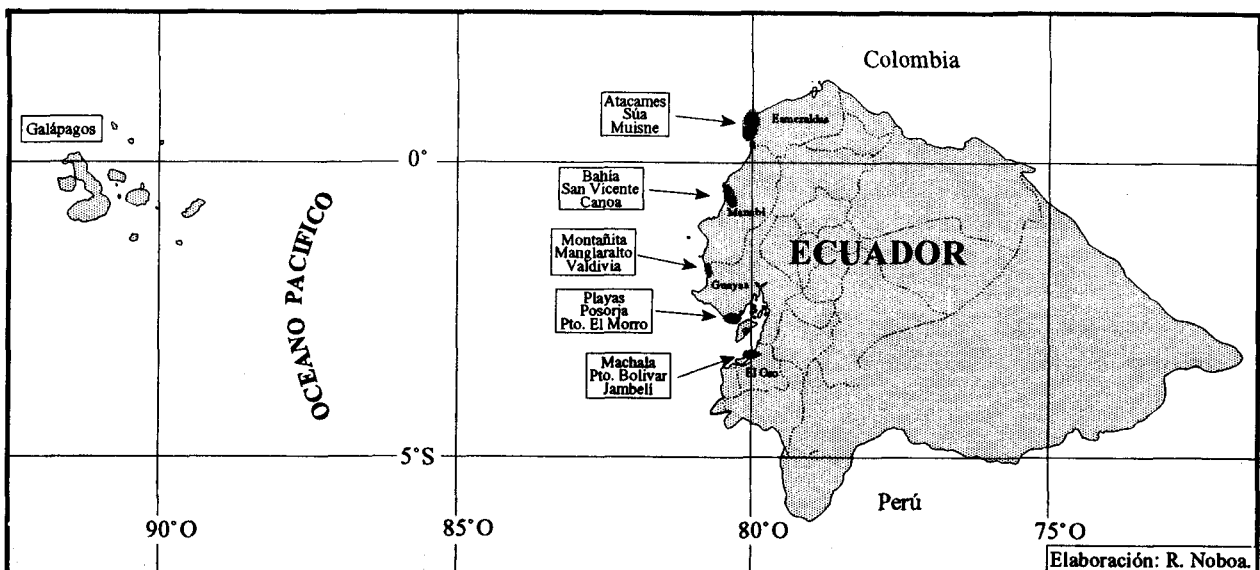 Colombia
Galápagos
Atacames
Súa
Muisne
Esmeraldas
0°
Bahía
San Vicente
Canoa
Manabí
OCEANO PACIFICO
Montañita
Manglaralto
Valdivia
ECUADOR
Guayas
Playas
Posorja
Pto. El Morro
Machala
Pto. Bolívar
Jambelí
El Oro
5°S
Perú
90°O
85°O
80°O
75°O
Elaboración: R. Noboa.